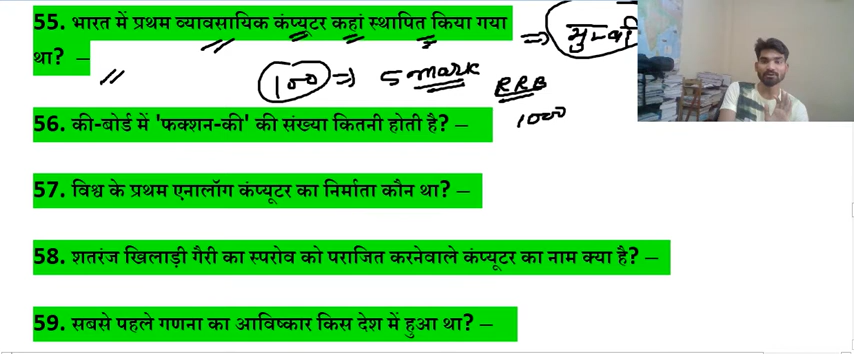 55. भारत में प्रथम व्यावसायिक कंप्यूटर कहां स्थापित किया गया
था? –
100 ⇒ 5 mark
RRB
1000
56. की-बोर्ड में 'फक्शन-की' की संख्या कितनी होती है? –
57. विश्व के प्रथम एनालॉग कंप्यूटर का निर्माता कौन था? –
58. शतरंज खिलाड़ी गैरी का स्परोव को पराजित करनेवाले कंप्यूटर का नाम क्या है? –
59. सबसे पहले गणना का आविष्कार किस देश में हुआ था? –